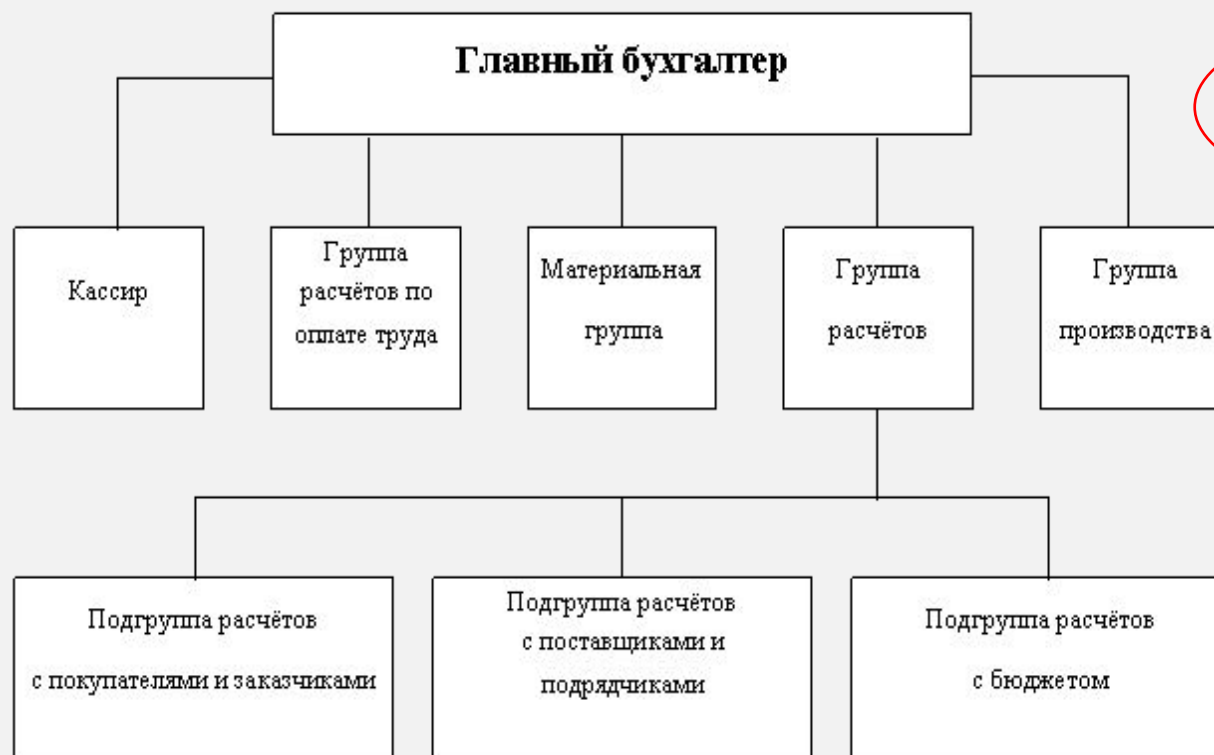 Главный бухгалтер
Кассир
Группа
расчётов по
оплате труда
Материальная
группа
Группа
расчётов
Группа
производства
Подгруппа расчётов
с покупателями и заказчиками
Подгруппа расчётов
с поставщиками и
подрядчиками
Подгруппа расчётов
с бюджетом